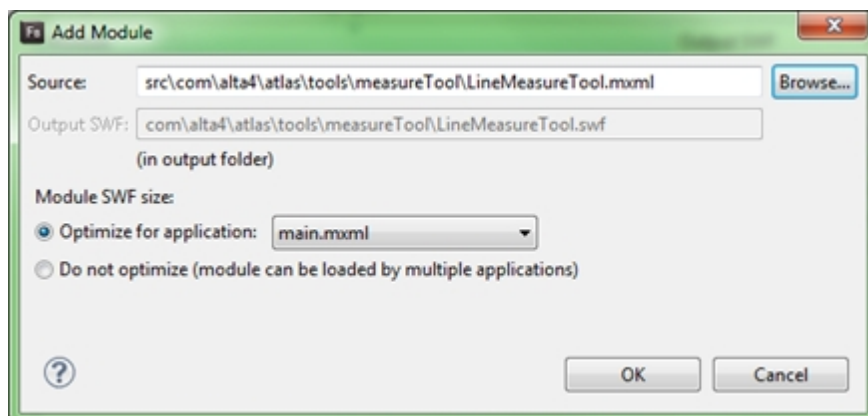 Fb Add Module
Source: src\com\alta4\atlas\tools\measureTool\LineMeasureTool.mxml Browse...
Output SWF: com\alta4\atlas\tools\measureTool\LineMeasureTool.swf
(in output folder)
Module SWF size:
Optimize for application: main.mxml
Do not optimize (module can be loaded by multiple applications)
? OK Cancel